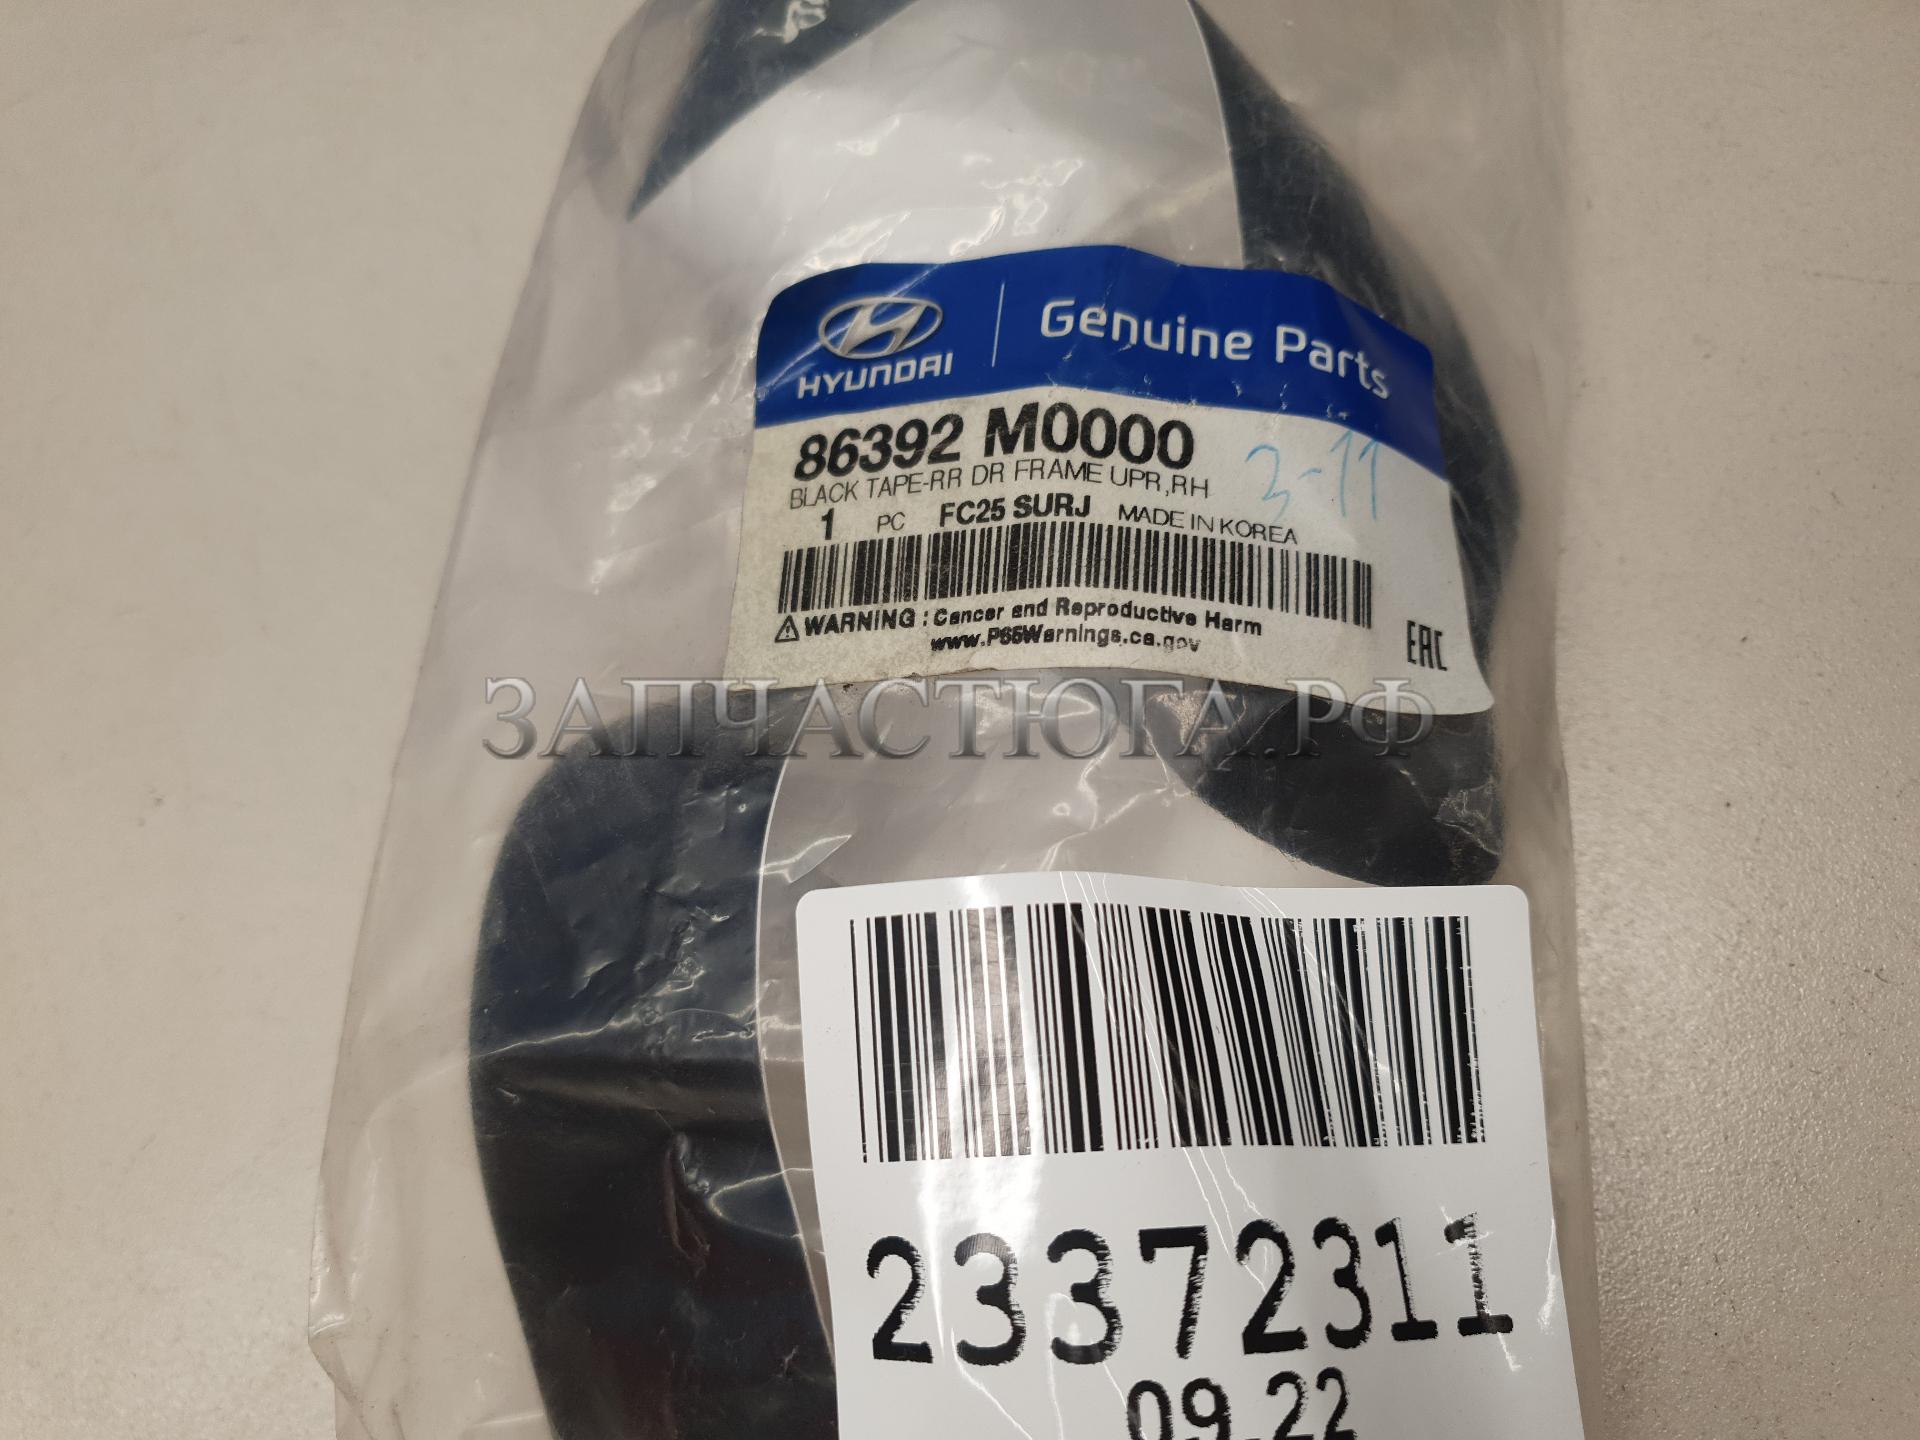 HYUNDAI
Genuine Parts
86392 M0000
3-11
BLACK TAPE-RR DR FRAME UPR,RH
1 PC FC25 SURJ MADE IN KOREA
WARNING : Cancer and Reproductive Harm
www.P65Warnings.ca.gov
EAC
ЗАПЧАСТЮГА.РФ
23372311
09.22